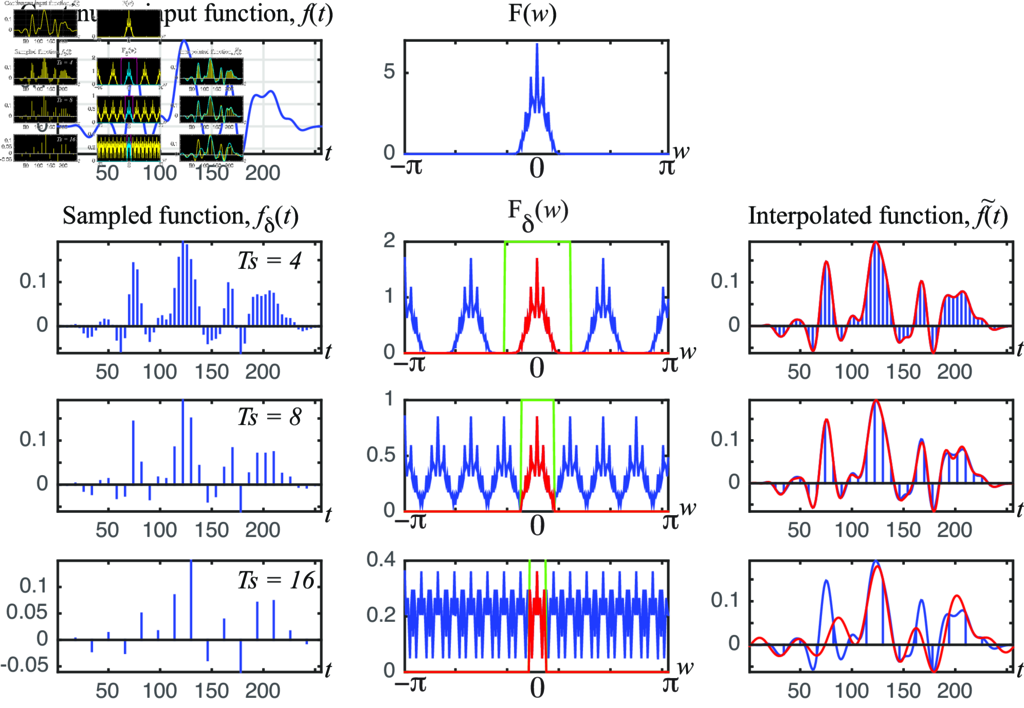 input function, f(t)
F(w)
5
0
t
50 100 150 200
−π 0 π w
Sampled function, fδ(t)
Fδ(w)
Interpolated function, f̃(t)
Ts = 4
0.1
0
50 100 150 200 t
2
1
0
−π 0 π w
0.1
0
50 100 150 200 t
Ts = 8
0.1
0
50 100 150 200 t
1
0.5
0
−π 0 π w
0.1
0
50 100 150 200 t
Ts = 16
0.1
0.05
0
-0.05
50 100 150 200 t
0.4
0.2
0
−π 0 π w
0.1
0
50 100 150 200 t